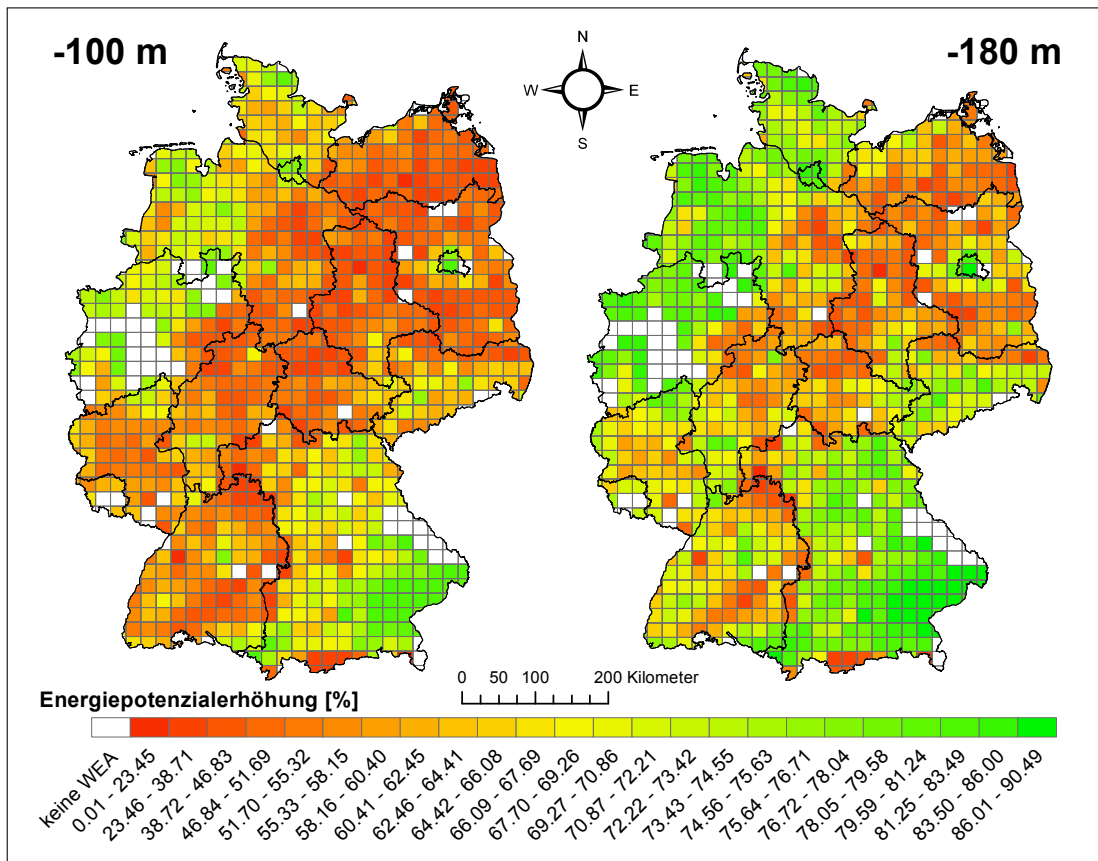 -100 m
-180 m
N
W
E
S
0 50 100 200 Kilometer
Energiepotenzialerhöhung [%]
keine WEA
0.01 - 23.45
23.46 - 38.71
38.72 - 46.83
46.84 - 51.69
51.70 - 55.32
55.33 - 58.15
58.16 - 60.40
60.41 - 62.45
62.46 - 64.41
64.42 - 66.08
66.09 - 67.69
67.70 - 69.26
69.27 - 70.86
70.87 - 72.21
72.22 - 73.42
73.43 - 74.55
74.56 - 75.63
75.64 - 76.71
76.72 - 78.04
78.05 - 79.58
79.59 - 81.24
81.25 - 83.49
83.50 - 86.00
86.01 - 90.49